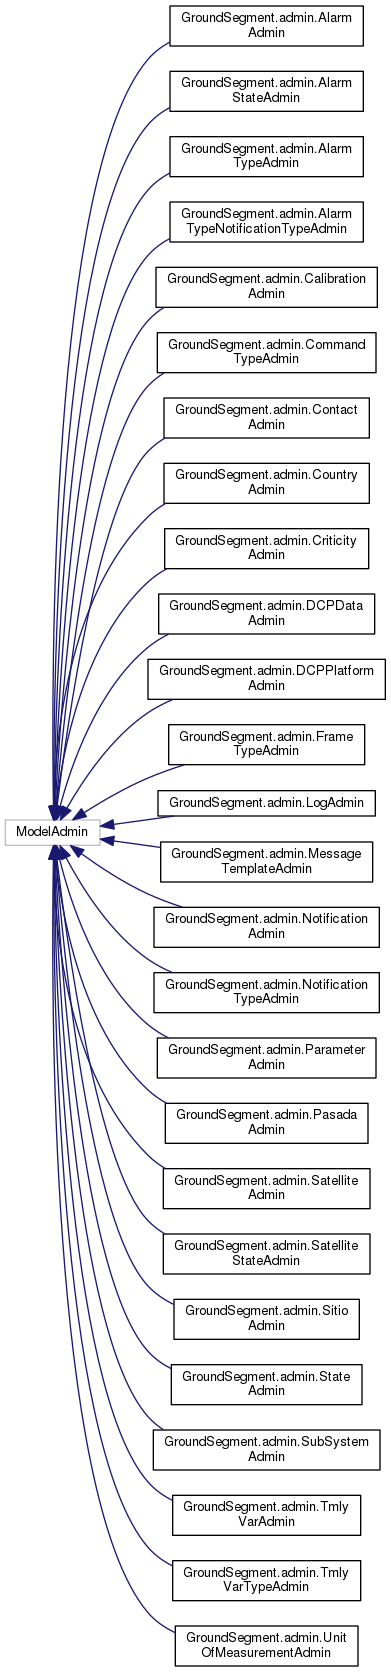 GroundSegment.admin.Alarm
Admin
GroundSegment.admin.Alarm
StateAdmin
GroundSegment.admin.Alarm
TypeAdmin
GroundSegment.admin.Alarm
TypeNotificationTypeAdmin
GroundSegment.admin.Calibration
Admin
GroundSegment.admin.Command
TypeAdmin
GroundSegment.admin.Contact
Admin
GroundSegment.admin.Country
Admin
GroundSegment.admin.Criticity
Admin
GroundSegment.admin.DCPData
Admin
GroundSegment.admin.DCPPlatform
Admin
GroundSegment.admin.Frame
TypeAdmin
GroundSegment.admin.LogAdmin
ModelAdmin
GroundSegment.admin.Message
TemplateAdmin
GroundSegment.admin.Notification
Admin
GroundSegment.admin.Notification
TypeAdmin
GroundSegment.admin.Parameter
Admin
GroundSegment.admin.Pasada
Admin
GroundSegment.admin.Satellite
Admin
GroundSegment.admin.Satellite
StateAdmin
GroundSegment.admin.Sitio
Admin
GroundSegment.admin.State
Admin
GroundSegment.admin.SubSystem
Admin
GroundSegment.admin.Tmly
VarAdmin
GroundSegment.admin.Tmly
VarTypeAdmin
GroundSegment.admin.Unit
OfMeasurementAdmin